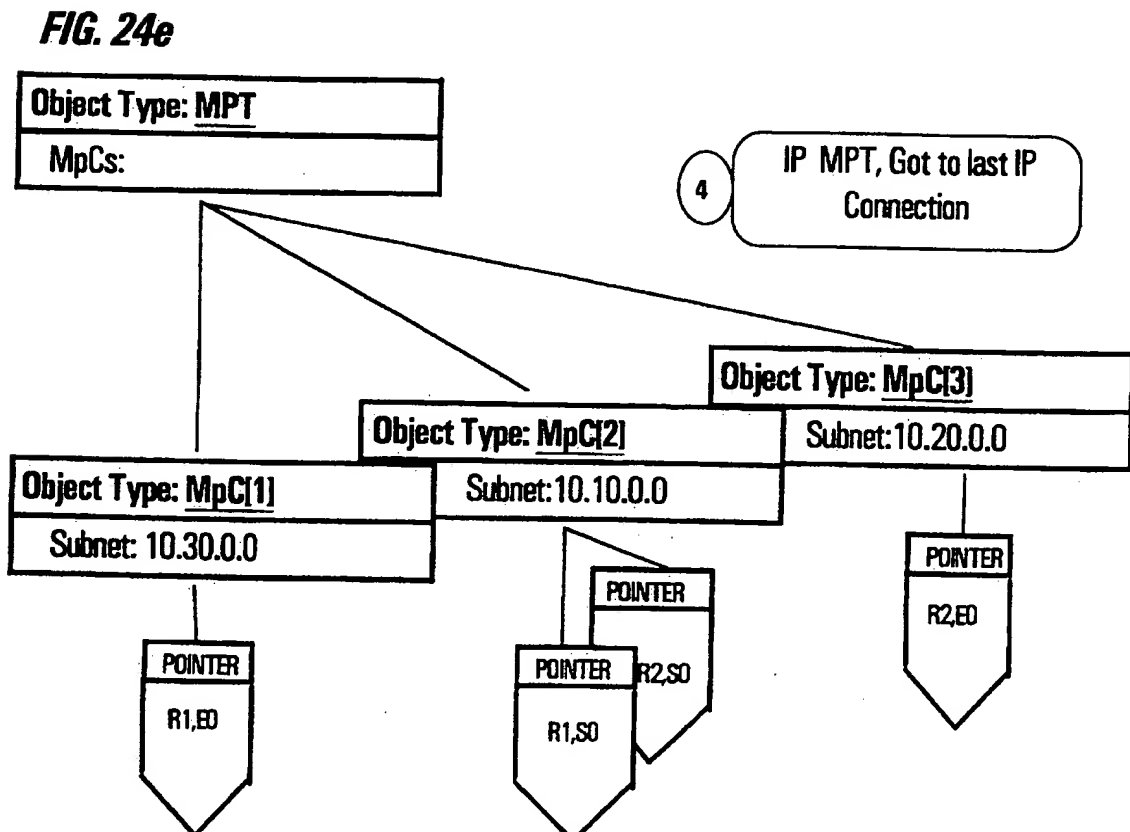 FIG. 24e
Object Type: MPT
MpCs:
4
IP MPT, Got to last IP
Connection
Object Type: MpC[3]
Subnet:10.20.0.0
Object Type: MpC[2]
Subnet:10.10.0.0
Object Type: MpC[1]
Subnet: 10.30.0.0
POINTER
R1,E0
POINTER
R1,S0
POINTER
R2,S0
POINTER
R2,E0